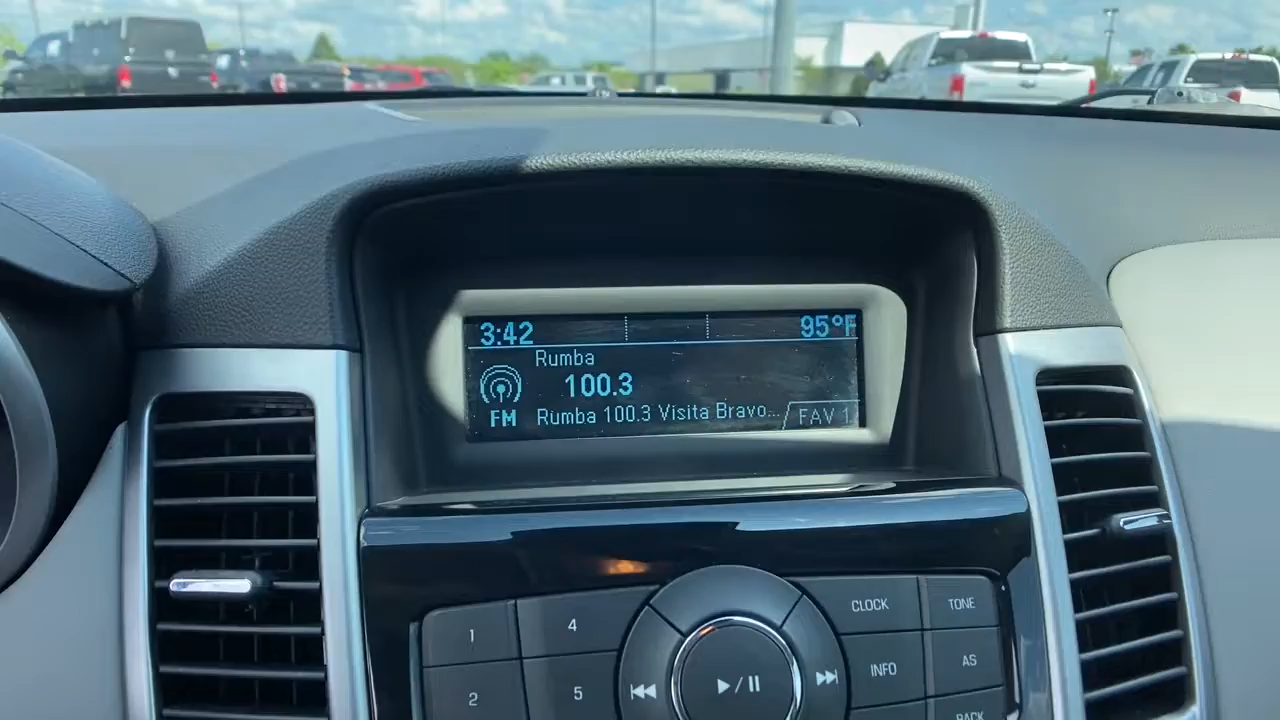 3:42 95°F
Rumba
100.3
FM Rumba 100.3 Visita Bravo... FAV 1
1 4 CLOCK TONE
2 5 INFO AS
BACK